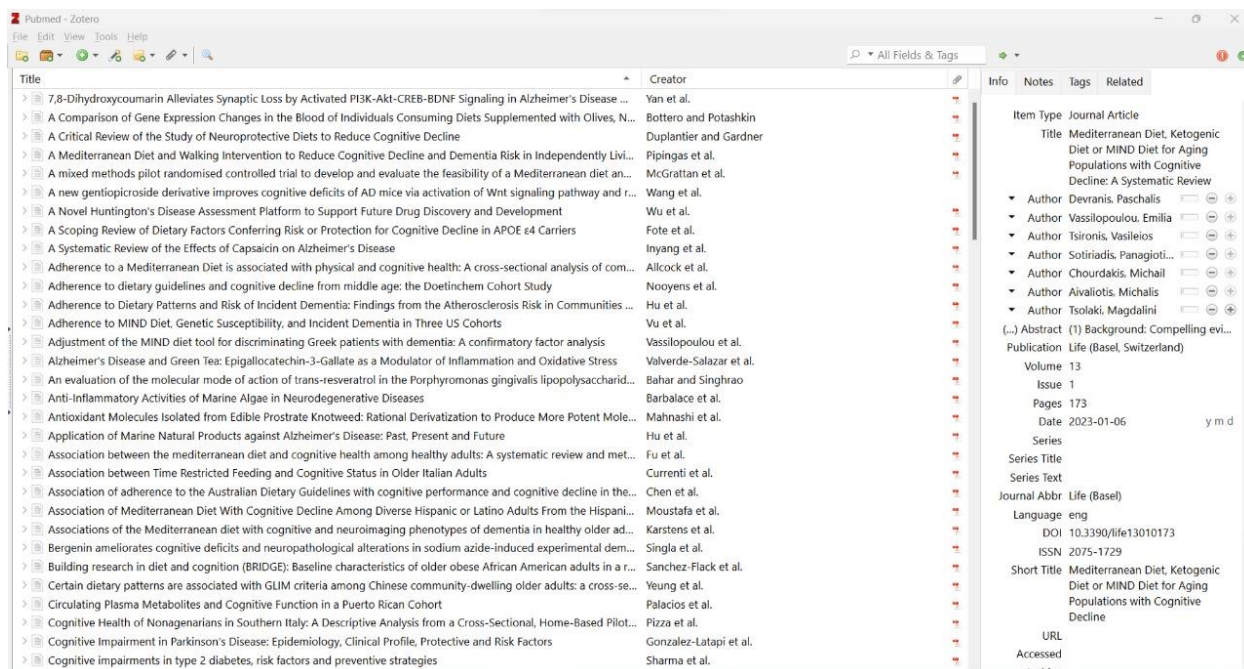 Pubmed - Zotero
File Edit View Tools Help
All Fields & Tags
Title Creator
7,8-Dihydroxycoumarin Alleviates Synaptic Loss by Activated PI3K-Akt-CREB-BDNF Signaling in Alzheimer's Disease ... Yan et al.
A Comparison of Gene Expression Changes in the Blood of Individuals Consuming Diets Supplemented with Olives, N... Bottero and Potashkin
A Critical Review of the Study of Neuroprotective Diets to Reduce Cognitive Decline Duplantier and Gardner
A Mediterranean Diet and Walking Intervention to Reduce Cognitive Decline and Dementia Risk in Independently Livi... Pipingas et al.
A mixed methods pilot randomised controlled trial to develop and evaluate the feasibility of a Mediterranean diet an... McGrattan et al.
A new gentiopicroside derivative improves cognitive deficits of AD mice via activation of Wnt signaling pathway and r... Wang et al.
A Novel Huntington's Disease Assessment Platform to Support Future Drug Discovery and Development Wu et al.
A Scoping Review of Dietary Factors Conferring Risk or Protection for Cognitive Decline in APOE ε4 Carriers Fote et al.
A Systematic Review of the Effects of Capsaicin on Alzheimer's Disease Inyang et al.
Adherence to a Mediterranean Diet is associated with physical and cognitive health: A cross-sectional analysis of com... Allcock et al.
Adherence to dietary guidelines and cognitive decline from middle age: the Doetinchem Cohort Study Nooyens et al.
Adherence to Dietary Patterns and Risk of Incident Dementia: Findings from the Atherosclerosis Risk in Communities ... Hu et al.
Adherence to MIND Diet, Genetic Susceptibility, and Incident Dementia in Three US Cohorts Vu et al.
Adjustment of the MIND diet tool for discriminating Greek patients with dementia: A confirmatory factor analysis Vassilopoulou et al.
Alzheimer's Disease and Green Tea: Epigallocatechin-3-Gallate as a Modulator of Inflammation and Oxidative Stress Valverde-Salazar et al.
An evaluation of the molecular mode of action of trans-resveratrol in the Porphyromonas gingivalis lipopolysaccharid... Bahar and Singhrao
Anti-Inflammatory Activities of Marine Algae in Neurodegenerative Diseases Barbalace et al.
Antioxidant Molecules Isolated from Edible Prostrate Knotweed: Rational Derivatization to Produce More Potent Mole... Mahnashi et al.
Application of Marine Natural Products against Alzheimer's Disease: Past, Present and Future Hu et al.
Association between the mediterranean diet and cognitive health among healthy adults: A systematic review and met... Fu et al.
Association between Time Restricted Feeding and Cognitive Status in Older Italian Adults Currenti et al.
Association of adherence to the Australian Dietary Guidelines with cognitive performance and cognitive decline in the... Chen et al.
Association of Mediterranean Diet With Cognitive Decline Among Diverse Hispanic or Latino Adults From the Hispani... Moustafa et al.
Associations of the Mediterranean diet with cognitive and neuroimaging phenotypes of dementia in healthy older ad... Karstens et al.
Bergenin ameliorates cognitive deficits and neuropathological alterations in sodium azide-induced experimental dem... Singla et al.
Building research in diet and cognition (BRIDGE): Baseline characteristics of older obese African American adults in a r... Sanchez-Flack et al.
Certain dietary patterns are associated with GLIM criteria among Chinese community-dwelling older adults: a cross-se... Yeung et al.
Circulating Plasma Metabolites and Cognitive Function in a Puerto Rican Cohort Palacios et al.
Cognitive Health of Nonagenarians in Southern Italy: A Descriptive Analysis from a Cross-Sectional, Home-Based Pilot... Pizza et al.
Cognitive Impairment in Parkinson's Disease: Epidemiology, Clinical Profile, Protective and Risk Factors Gonzalez-Latapi et al.
Cognitive impairments in type 2 diabetes, risk factors and preventive strategies Sharma et al.
Info Notes Tags Related
Item Type Journal Article
Title Mediterranean Diet, Ketogenic
Diet or MIND Diet for Aging
Populations with Cognitive
Decline: A Systematic Review
Author Devranis, Paschalis
Author Vassilopoulou, Emilia
Author Tsironis, Vasileios
Author Sotiriadis, Panagioti...
Author Chourdakis, Michail
Author Aivaliotis, Michalis
Author Tsolaki, Magdalini
(...) Abstract (1) Background: Compelling evi...
Publication Life (Basel, Switzerland)
Volume 13
Issue 1
Pages 173
Date 2023-01-06 y m d
Series
Series Title
Series Text
Journal Abbr Life (Basel)
Language eng
DOI 10.3390/life13010173
ISSN 2075-1729
Short Title Mediterranean Diet, Ketogenic
Diet or MIND Diet for Aging
Populations with Cognitive
Decline
URL
Accessed